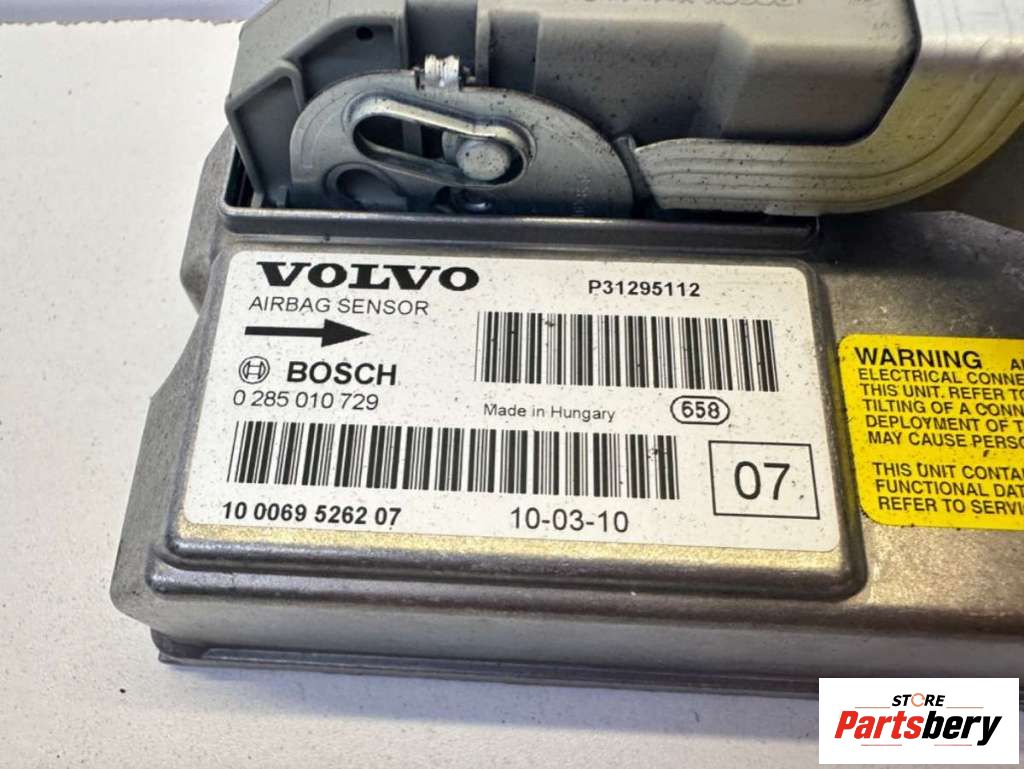 VOLVO
P31295112
AIRBAG SENSOR
BOSCH
0 285 010 729
Made in Hungary
658
07
10 0069 5262 07
10-03-10
WARNING
ELECTRICAL CONNE
THIS UNIT. REFER TO
TILTING OF A CONN
DEPLOYMENT OF T
MAY CAUSE PERSO
THIS UNIT CONTA
FUNCTIONAL DAT
REFER TO SERVI
STORE
Partsbery